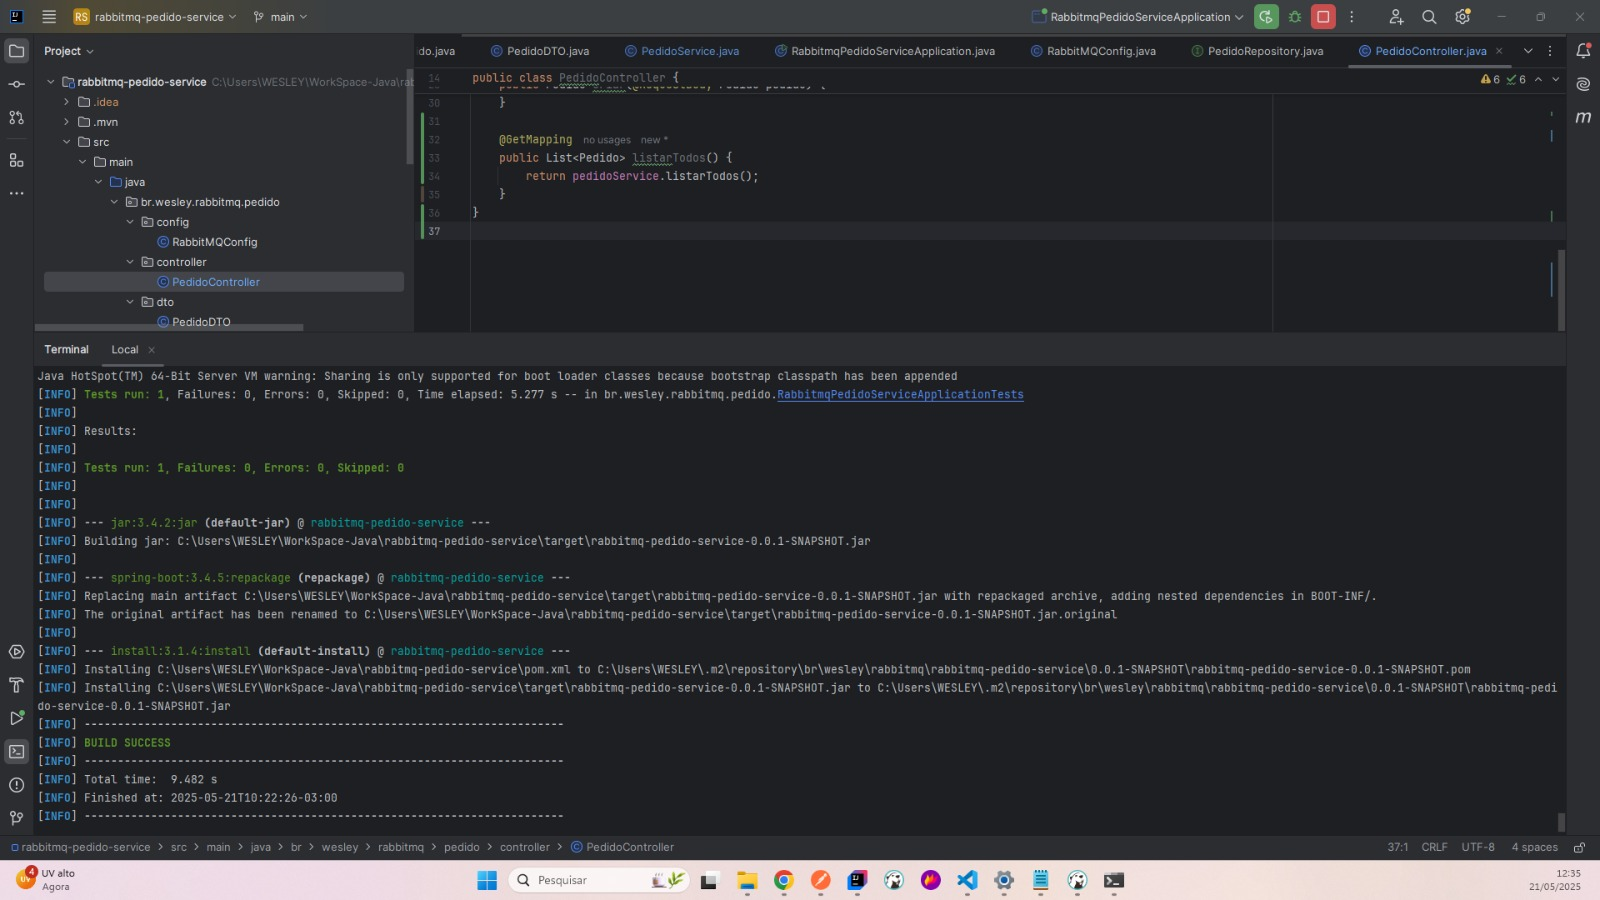 RS rabbitmq-pedido-service main RabbitmqPedidoServiceApplication
Project
do.java PedidoDTO.java PedidoService.java RabbitmqPedidoServiceApplication.java RabbitMQConfig.java PedidoRepository.java PedidoController.java
rabbitmq-pedido-service C:\Users\WESLEY\WorkSpace-Java\rat
.idea
.mvn
src
main
java
br.wesley.rabbitmq.pedido
config
RabbitMQConfig
controller
PedidoController
dto
PedidoDTO
14 public class PedidoController {
6 6
30 }
31
32 @GetMapping no usages new *
33 public List<Pedido> listarTodos() {
34 return pedidoService.listarTodos();
35 }
36 }
37
Terminal Local
Java HotSpot(TM) 64-Bit Server VM warning: Sharing is only supported for boot loader classes because bootstrap classpath has been appended
[INFO] Tests run: 1, Failures: 0, Errors: 0, Skipped: 0, Time elapsed: 5.277 s -- in br.wesley.rabbitmq.pedido.RabbitmqPedidoServiceApplicationTests
[INFO]
[INFO] Results:
[INFO]
[INFO] Tests run: 1, Failures: 0, Errors: 0, Skipped: 0
[INFO]
[INFO]
[INFO] --- jar:3.4.2:jar (default-jar) @ rabbitmq-pedido-service ---
[INFO] Building jar: C:\Users\WESLEY\WorkSpace-Java\rabbitmq-pedido-service\target\rabbitmq-pedido-service-0.0.1-SNAPSHOT.jar
[INFO]
[INFO] --- spring-boot:3.4.5:repackage (repackage) @ rabbitmq-pedido-service ---
[INFO] Replacing main artifact C:\Users\WESLEY\WorkSpace-Java\rabbitmq-pedido-service\target\rabbitmq-pedido-service-0.0.1-SNAPSHOT.jar with repackaged archive, adding nested dependencies in BOOT-INF/.
[INFO] The original artifact has been renamed to C:\Users\WESLEY\WorkSpace-Java\rabbitmq-pedido-service\target\rabbitmq-pedido-service-0.0.1-SNAPSHOT.jar.original
[INFO]
[INFO] --- install:3.1.4:install (default-install) @ rabbitmq-pedido-service ---
[INFO] Installing C:\Users\WESLEY\WorkSpace-Java\rabbitmq-pedido-service\pom.xml to C:\Users\WESLEY\.m2\repository\br\wesley\rabbitmq\rabbitmq-pedido-service\0.0.1-SNAPSHOT\rabbitmq-pedido-service-0.0.1-SNAPSHOT.pom
[INFO] Installing C:\Users\WESLEY\WorkSpace-Java\rabbitmq-pedido-service\target\rabbitmq-pedido-service-0.0.1-SNAPSHOT.jar to C:\Users\WESLEY\.m2\repository\br\wesley\rabbitmq\rabbitmq-pedido-service\0.0.1-SNAPSHOT\rabbitmq-pedi
do-service-0.0.1-SNAPSHOT.jar
[INFO] ------------------------------------------------------------------------
[INFO] BUILD SUCCESS
[INFO] ------------------------------------------------------------------------
[INFO] Total time:  9.482 s
[INFO] Finished at: 2025-05-21T10:22:26-03:00
[INFO] ------------------------------------------------------------------------
rabbitmq-pedido-service > src > main > java > br > wesley > rabbitmq > pedido > controller > PedidoController 37:1 CRLF UTF-8 4 spaces
4
UV alto
Agora
Pesquisar
12:35
21/05/2025